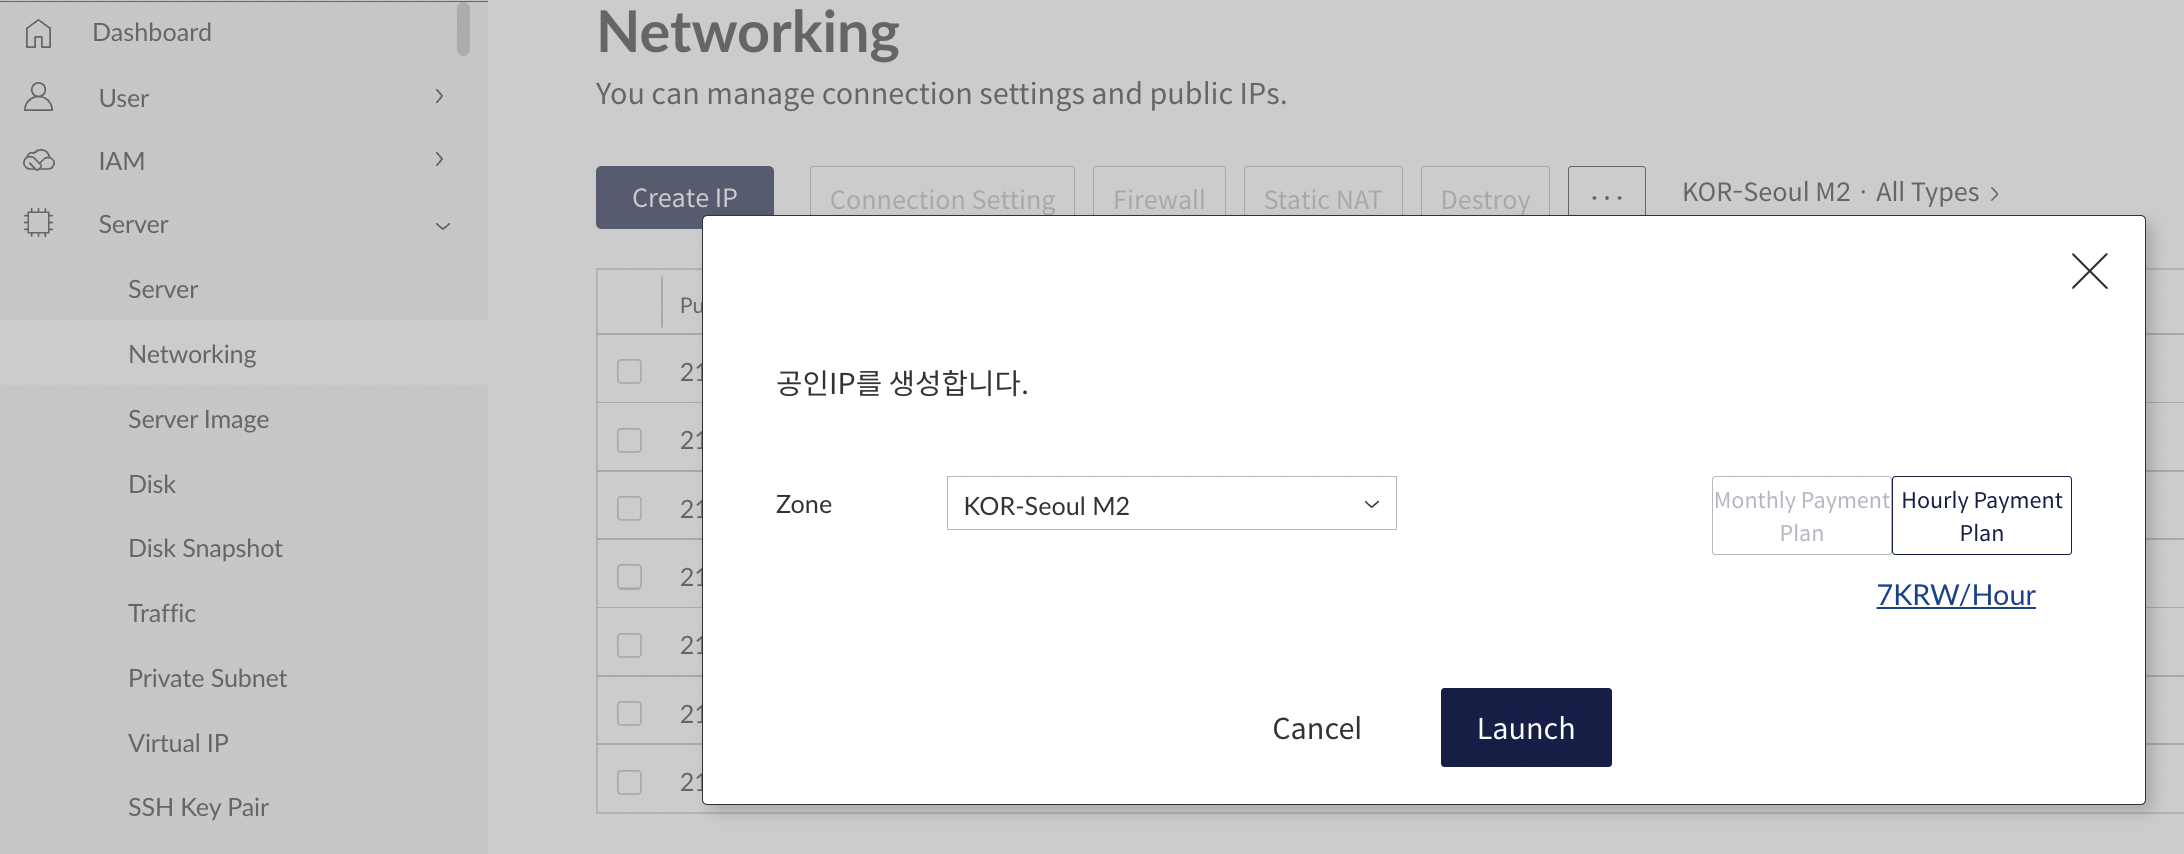 Dashboard
User
IAM
Server
Server
Networking
Server Image
Disk
Disk Snapshot
Traffic
Private Subnet
Virtual IP
SSH Key Pair
Networking
You can manage connection settings and public IPs.
Create IP
Connection Setting
Firewall
Static NAT
Destroy
...
KOR-Seoul M2 · All Types >
Pu
21
21
21
21
21
21
21
공인IP를 생성합니다.
Zone
KOR-Seoul M2
Monthly Payment
Plan
Hourly Payment
Plan
7KRW/Hour
Cancel
Launch